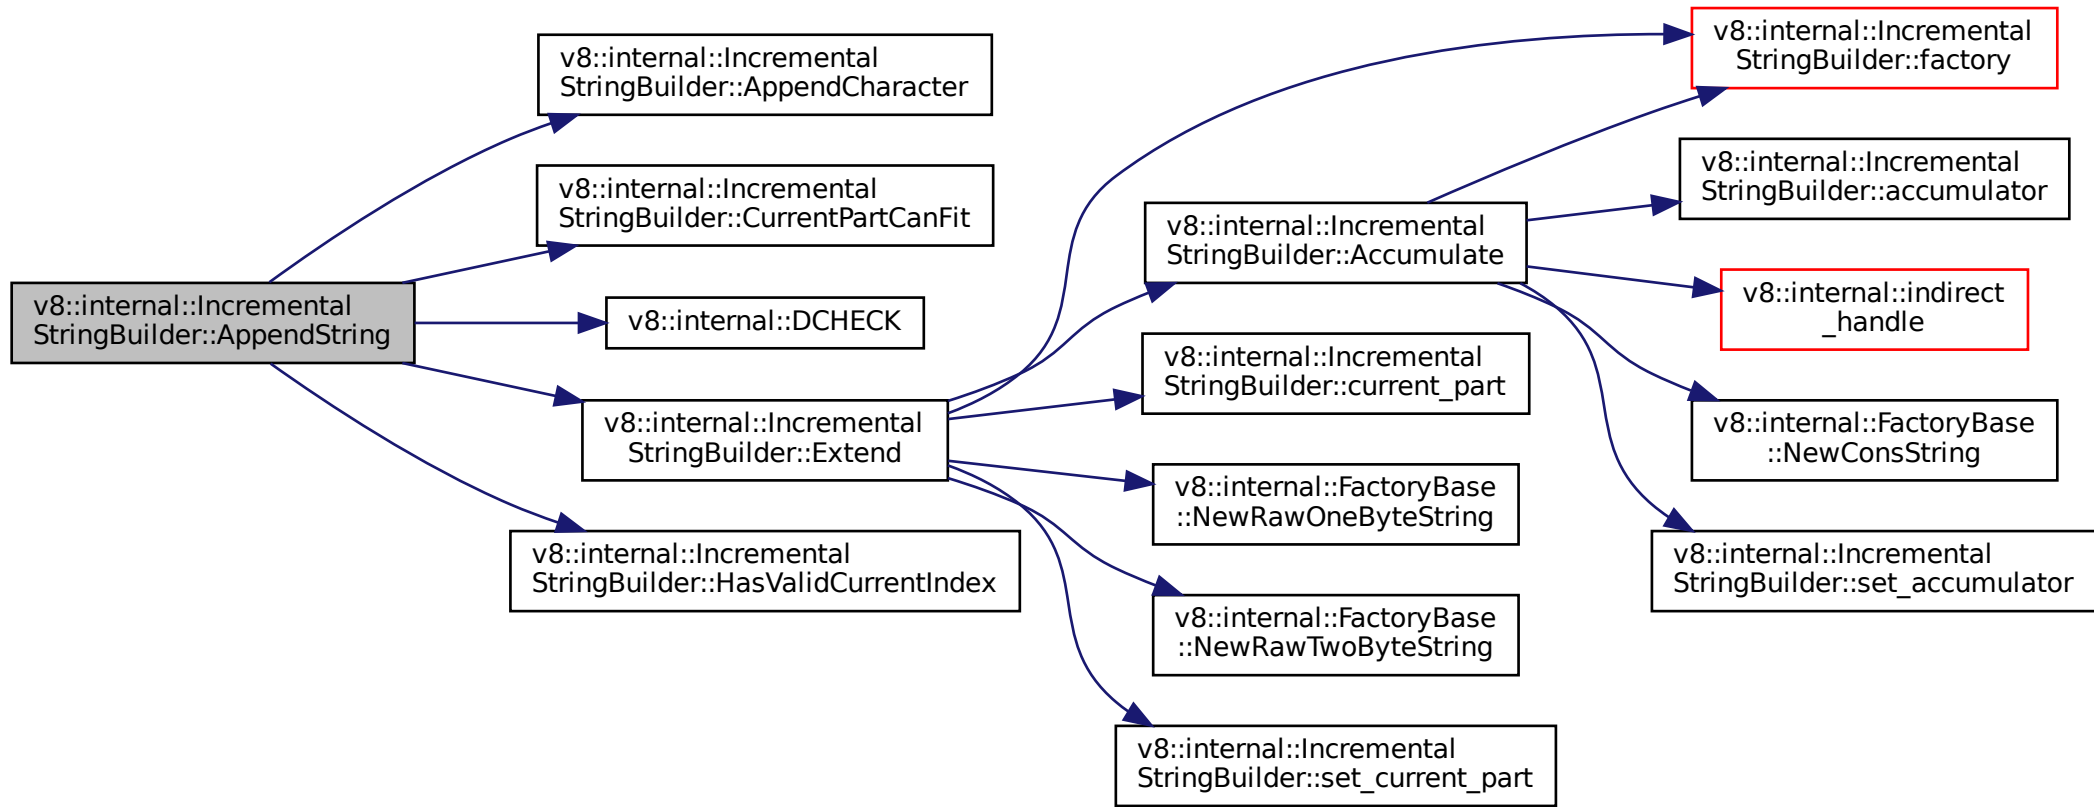 v8::internal::Incremental
StringBuilder::AppendString
v8::internal::Incremental
StringBuilder::AppendCharacter
v8::internal::Incremental
StringBuilder::CurrentPartCanFit
v8::internal::DCHECK
v8::internal::Incremental
StringBuilder::Extend
v8::internal::Incremental
StringBuilder::HasValidCurrentIndex
v8::internal::Incremental
StringBuilder::Accumulate
v8::internal::Incremental
StringBuilder::current_part
v8::internal::FactoryBase
::NewRawOneByteString
v8::internal::FactoryBase
::NewRawTwoByteString
v8::internal::Incremental
StringBuilder::set_current_part
v8::internal::Incremental
StringBuilder::factory
v8::internal::Incremental
StringBuilder::accumulator
v8::internal::indirect
_handle
v8::internal::FactoryBase
::NewConsString
v8::internal::Incremental
StringBuilder::set_accumulator